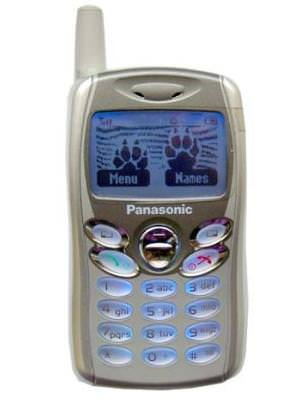 Menu Names
Panasonic
1 2 abc 3 def
4 ghi 5 jkl 6 mno
7 pqrs 8 tuv 9 wxyz
* 0 + #